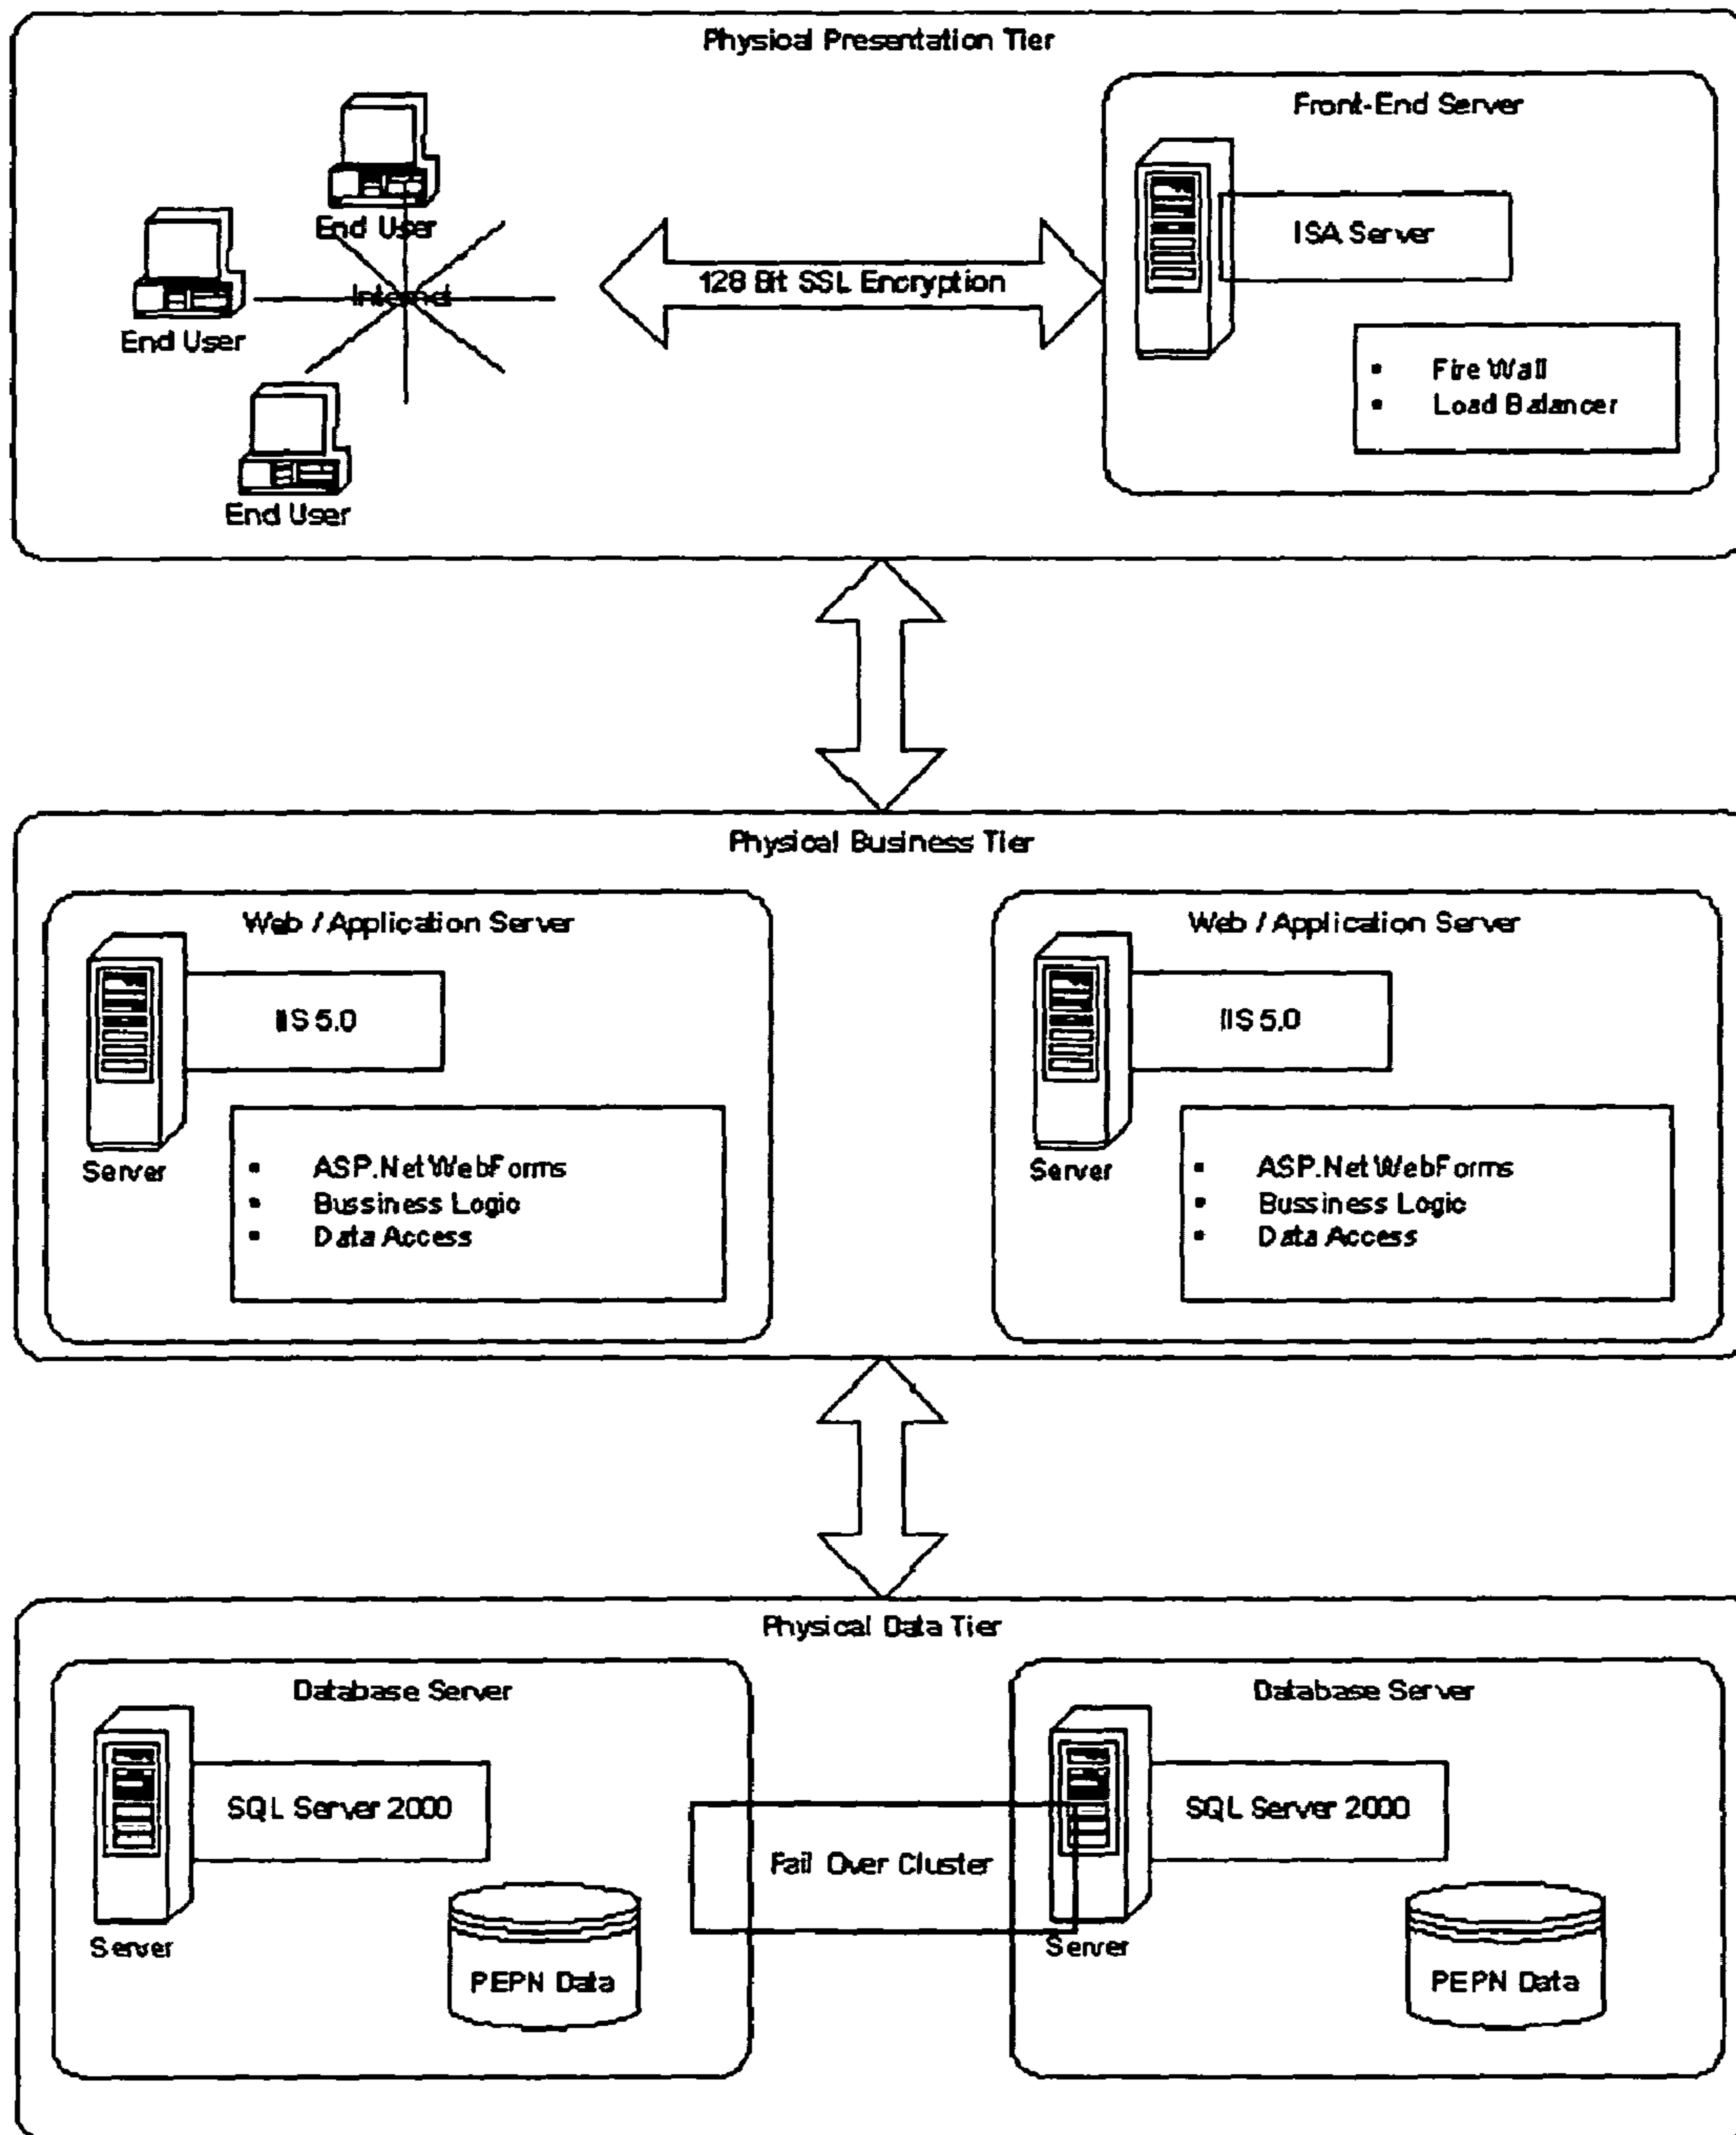 Physical Presentation Tier
Front-End Server
End User
ISA Server
Internet
128 Bit SSL Encryption
End User
▪ Fire Wall
▪ Load Balancer
End User
Physical Business Tier
Web / Application Server
IIS 5.0
Server
▪ ASP.Net WebForms
▪ Bussiness Logic
▪ Data Access
Web / Application Server
IIS 5.0
Server
▪ ASP.Net WebForms
▪ Bussiness Logic
▪ Data Access
Physical Data Tier
Database Server
SQL Server 2000
Server
PEPN Data
Fail Over Cluster
Database Server
SQL Server 2000
Server
PEPN Data